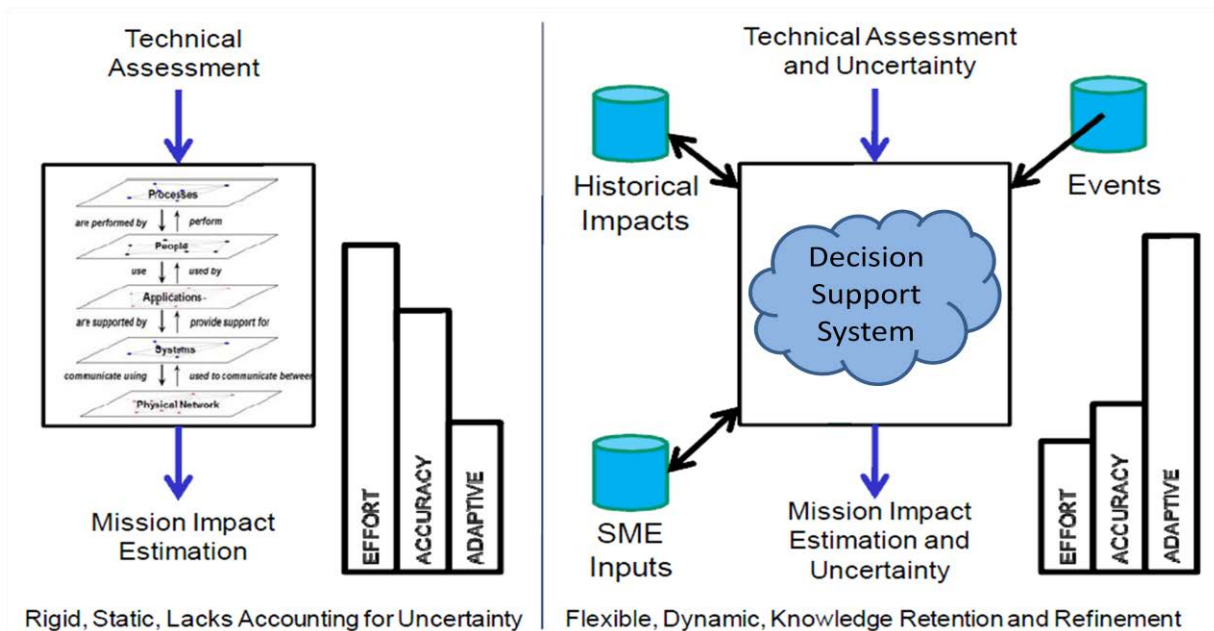 Technical
Assessment
Processes
are performed by
perform
People
use
used by
Applications
are supported by
provide support for
Systems
communicate using
used to communicate between
Physical Network
EFFORT
ACCURACY
ADAPTIVE
Mission Impact
Estimation
Rigid, Static, Lacks Accounting for Uncertainty
Technical Assessment
and Uncertainty
Historical
Impacts
Events
Decision
Support
System
SME
Inputs
Mission Impact
Estimation and
Uncertainty
EFFORT
ACCURACY
ADAPTIVE
Flexible, Dynamic, Knowledge Retention and Refinement